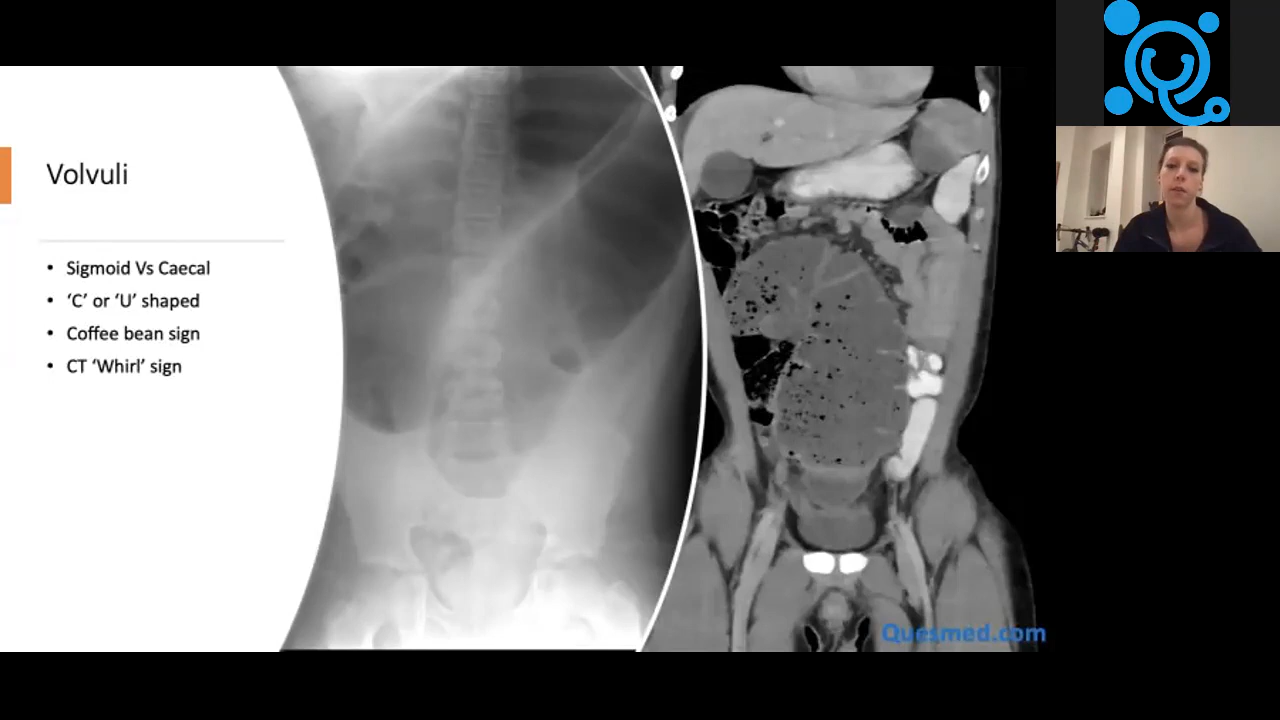 Volvuli
• Sigmoid Vs Caecal
• ‘C’ or ‘U’ shaped
• Coffee bean sign
• CT ‘Whirl’ sign
Quesmed.com